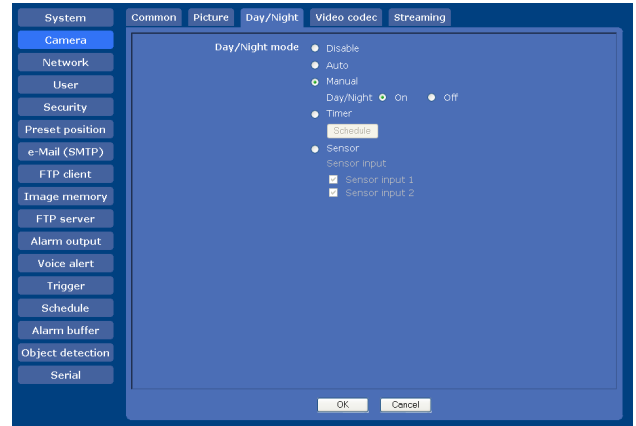 System
Camera
Network
User
Security
Preset position
e-Mail (SMTP)
FTP client
Image memory
FTP server
Alarm output
Voice alert
Trigger
Schedule
Alarm buffer
Object detection
Serial
Common Picture Day/Night Video codec Streaming
Day/Night mode Disable
Auto
Manual
Day/Night On Off
Timer
Schedule
Sensor
Sensor input
Sensor input 1
Sensor input 2
OK Cancel